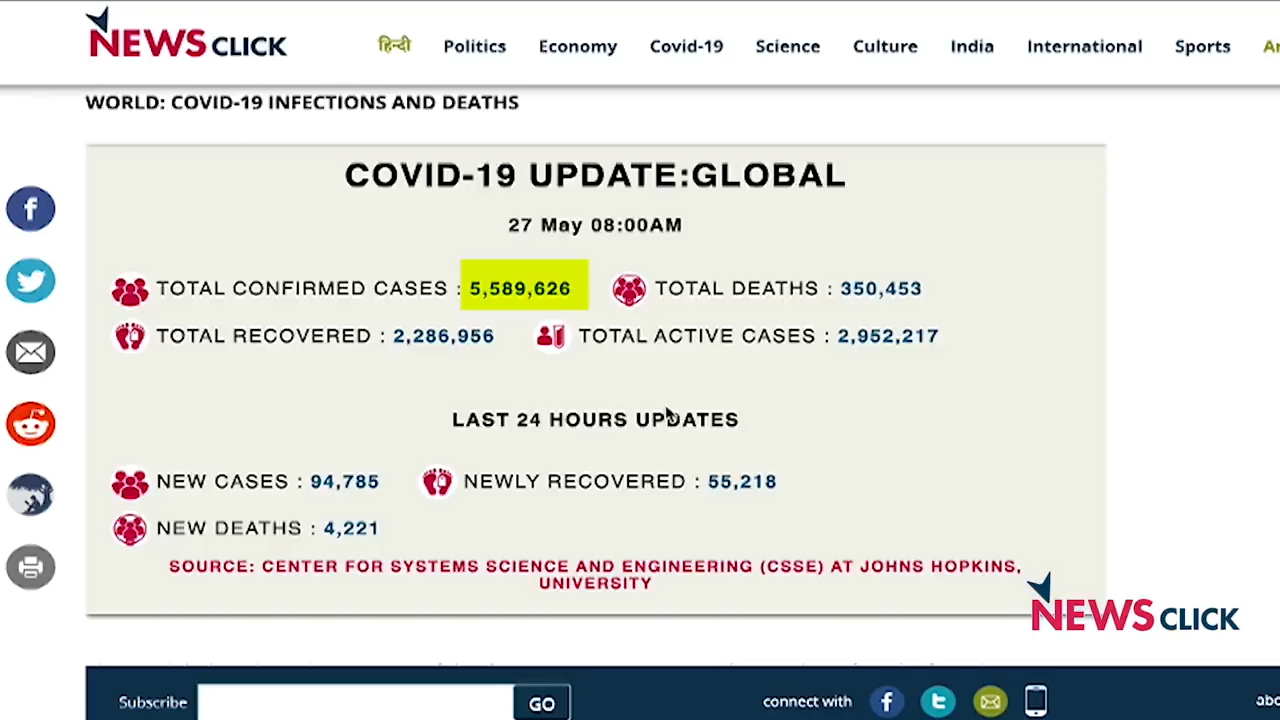 NEWS CLICK
हिन्दी Politics Economy Covid-19 Science Culture India International Sports
WORLD: COVID-19 INFECTIONS AND DEATHS
COVID-19 UPDATE:GLOBAL
27 May 08:00AM
TOTAL CONFIRMED CASES : 5,589,626 TOTAL DEATHS : 350,453
TOTAL RECOVERED : 2,286,956 TOTAL ACTIVE CASES : 2,952,217
LAST 24 HOURS UPDATES
NEW CASES : 94,785 NEWLY RECOVERED : 55,218
NEW DEATHS : 4,221
SOURCE: CENTER FOR SYSTEMS SCIENCE AND ENGINEERING (CSSE) AT JOHNS HOPKINS,
UNIVERSITY
NEWS CLICK
Subscribe GO connect with